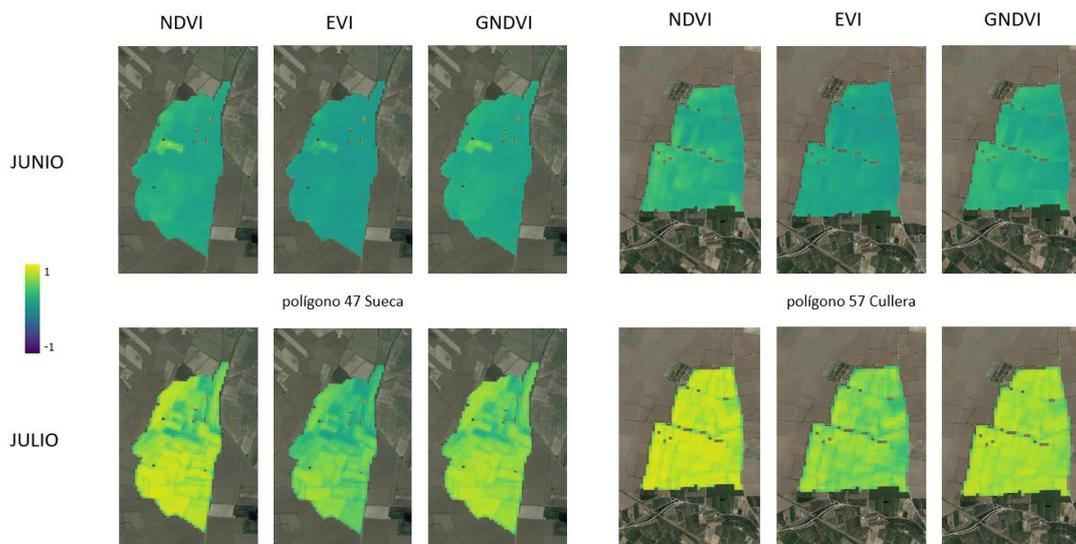 NDVI EVI GNDVI NDVI EVI GNDVI
JUNIO
1
-1
polígono 47 Sueca polígono 57 Cullera
JULIO